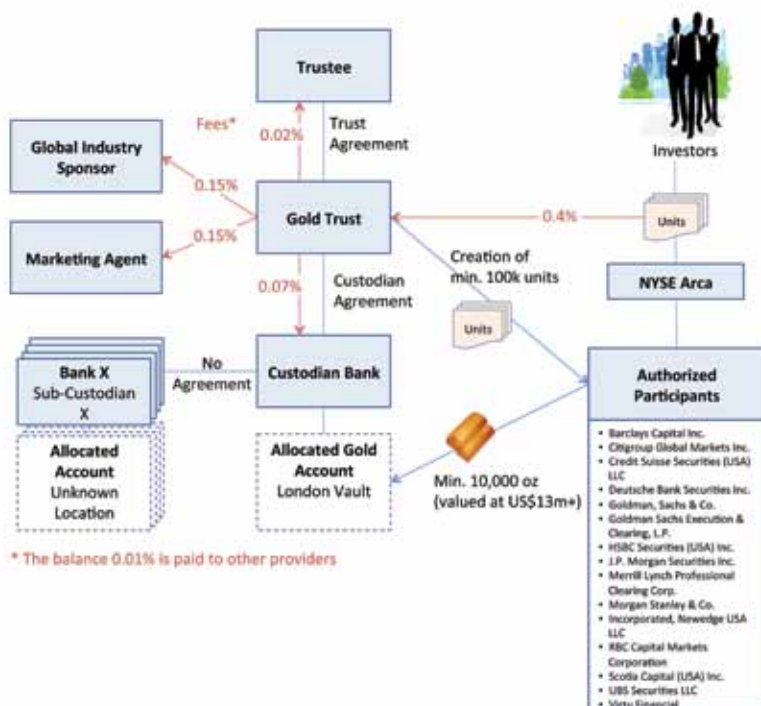 Trustee
Fees*
0.02%
Trust
Agreement
Global Industry
Sponsor
0.15%
Gold Trust
0.4%
Units
Investors
0.15%
Marketing Agent
0.07%
Custodian
Agreement
Creation of
min. 100k units
Units
NYSE Arca
Bank X
Sub-Custodian
X
No
Agreement
Custodian Bank
Authorized
Participants
Allocated
Account
Unknown
Location
Allocated Gold
Account
London Vault
Min. 10,000 oz
(valued at US$13m+)
* The balance 0.01% is paid to other providers
• Barclays Capital Inc.
• Citigroup Global Markets Inc.
• Credit Suisse Securities (USA)
LLC
• Deutsche Bank Securities Inc.
• Goldman, Sachs & Co.
• Goldman Sachs Execution &
Clearing, L.P.
• HSBC Securities (USA) Inc.
• J.P. Morgan Securities Inc.
• Merrill Lynch Professional
Clearing Corp.
• Morgan Stanley & Co.
• Incorporated, Newedge USA
LLC
• RBC Capital Markets
Corporation
• Scotia Capital (USA) Inc.
• UBS Securities LLC
• Virtu Financial